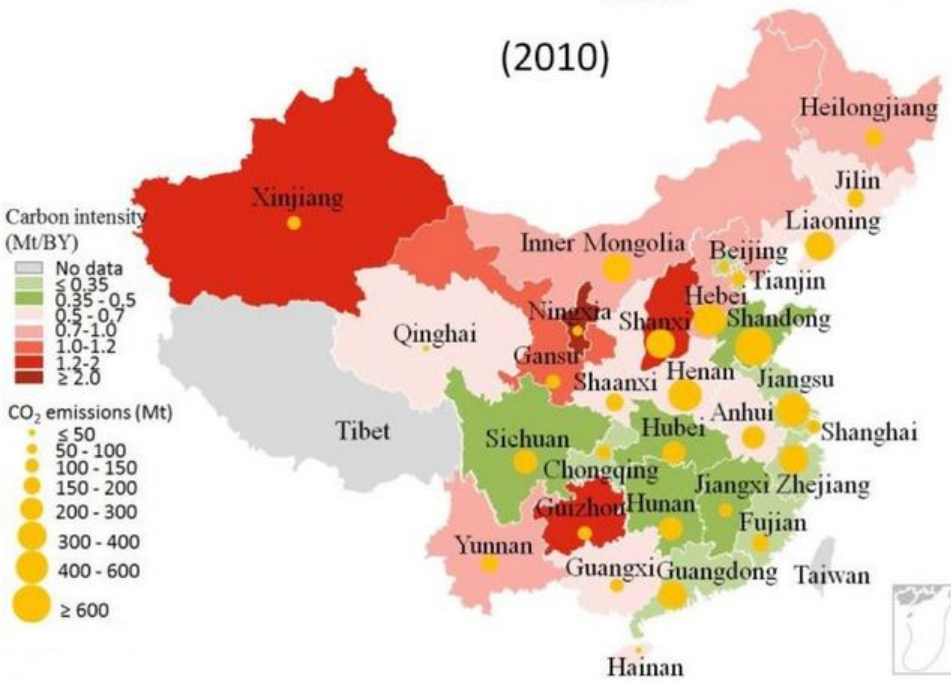 (2010)
Heilongjiang
Jilin
Xinjiang
Liaoning
Carbon intensity
(Mt/BY)
No data
≤ 0.35
0.35 - 0.5
0.5 - 0.7
0.7-1.0
1.0-1.2
1.2-2
≥ 2.0
Inner Mongolia
Beijing
Tianjin
Hebei
Ningxia
Shanxi
Shandong
Qinghai
Gansu
Shaanxi
Henan
Jiangsu
CO₂ emissions (Mt)
≤ 50
50 - 100
100 - 150
150 - 200
200 - 300
300 - 400
400 - 600
≥ 600
Anhui
Tibet
Sichuan
Hubei
Shanghai
Chongqing
Jiangxi
Zhejiang
Guizhou
Hunan
Fujian
Yunnan
Guangxi
Guangdong
Taiwan
Hainan